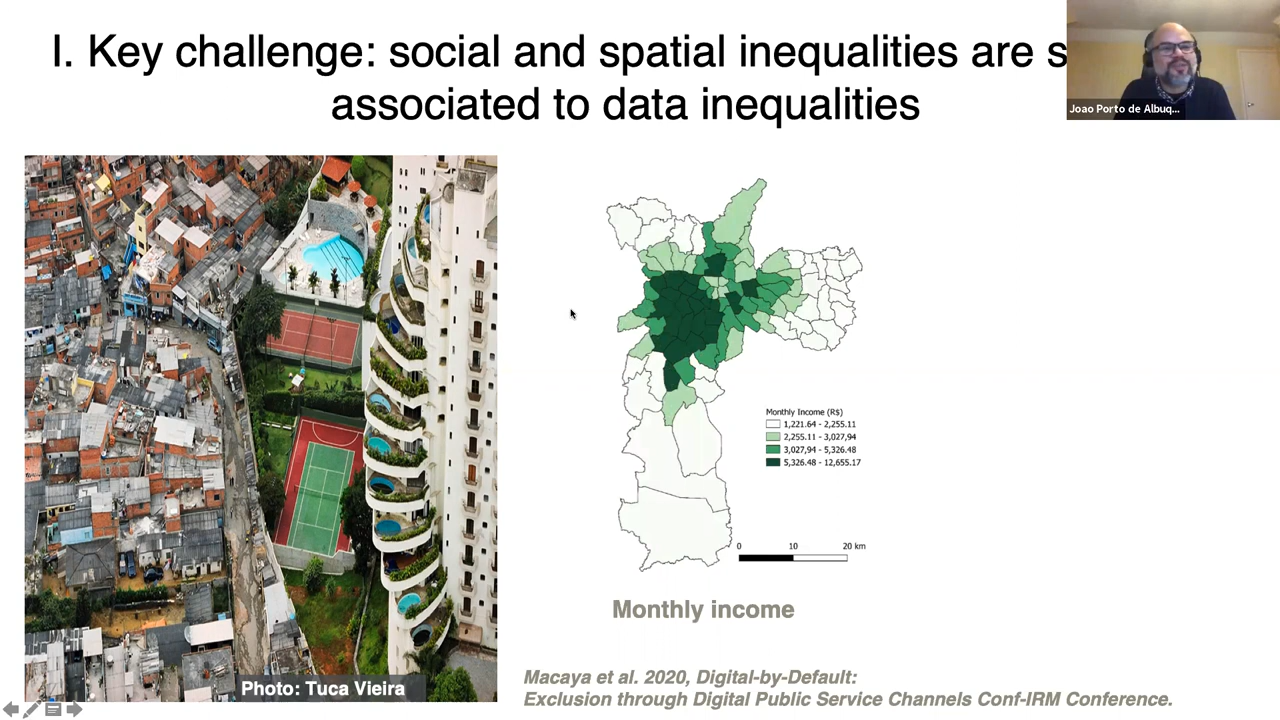 I. Key challenge: social and spatial inequalities are
associated to data inequalities
Joao Porto de Albuq...
Monthly Income (R$)
1,221.64 - 2,255.11
2,255.11 - 3,027,94
3,027,94 - 5,326.48
5,326.48 - 12,655.17
0 10 20 km
Monthly income
Photo: Tuca Vieira
Macaya et al. 2020, Digital-by-Default:
Exclusion through Digital Public Service Channels Conf-IRM Conference.